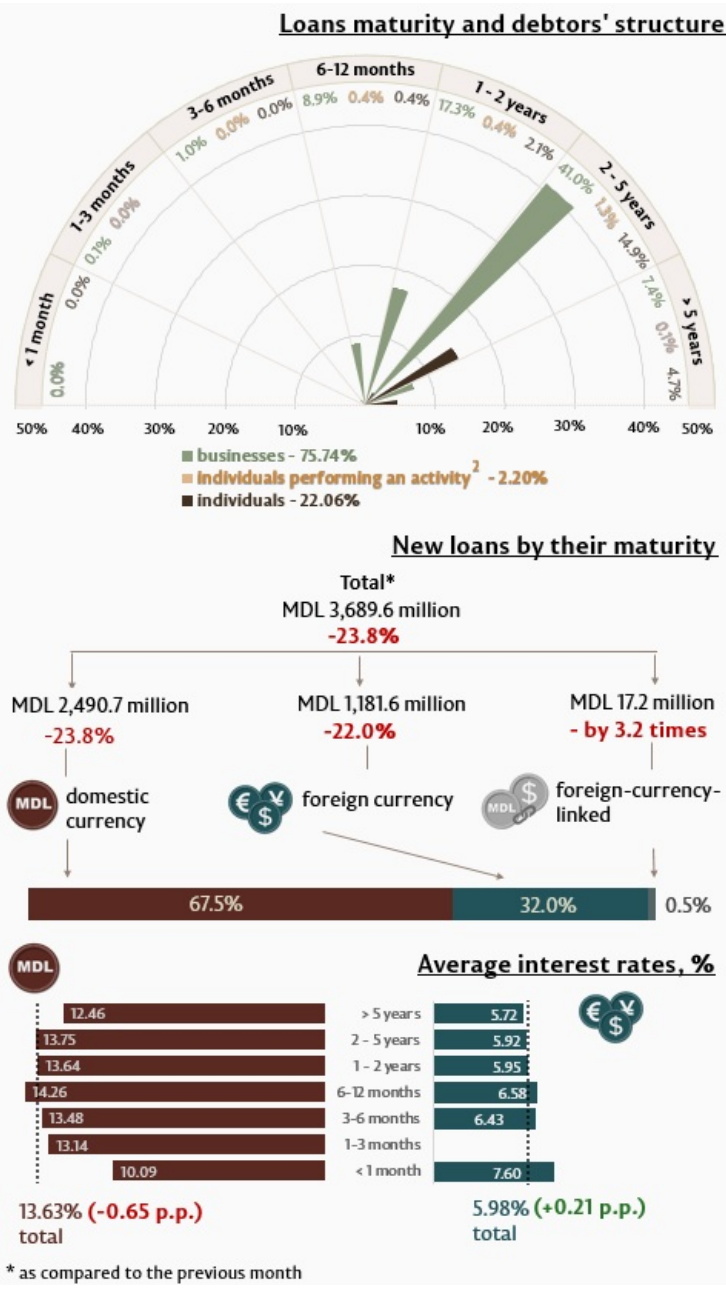 Loans maturity and debtors' structure
< 1 month
0.0%
0.0%
1-3 months
0.1%
0.0%
3-6 months
1.0%
0.0%
0.0%
6-12 months
8.9%
0.4%
0.4%
1 - 2 years
17.3%
0.4%
2.1%
2 - 5 years
41.0%
1.3%
14.9%
> 5 years
7.4%
0.1%
4.7%
50% 40% 30% 20% 10% 10% 20% 30% 40% 50%
businesses - 75.74%
individuals performing an activity2 - 2.20%
individuals - 22.06%
New loans by their maturity
Total*
MDL 3,689.6 million
-23.8%
MDL 2,490.7 million
-23.8%
MDL
domestic
currency
MDL 1,181.6 million
-22.0%
€ ¥ $
foreign currency
MDL 17.2 million
- by 3.2 times
MDL $
foreign-currency-
linked
67.5% 32.0% 0.5%
MDL
Average interest rates, %
€ ¥ $
12.46 > 5 years 5.72
13.75 2 - 5 years 5.92
13.64 1 - 2 years 5.95
14.26 6-12 months 6.58
13.48 3-6 months 6.43
13.14 1-3 months
10.09 < 1 month 7.60
13.63% (-0.65 p.p.)
total
5.98% (+0.21 p.p.)
total
* as compared to the previous month